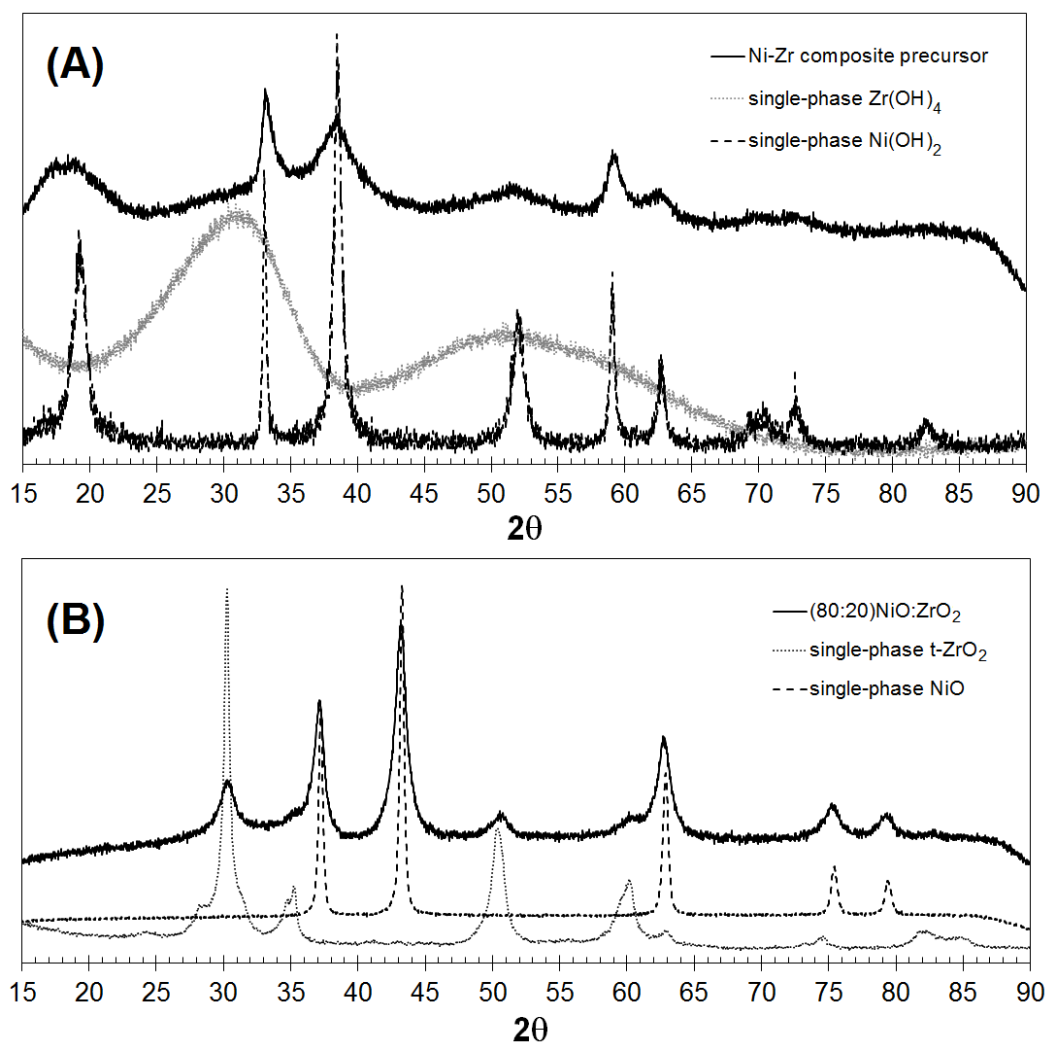 (A)
Ni-Zr composite precursor
single-phase Zr(OH)₄
single-phase Ni(OH)₂
15 20 25 30 35 40 45 50 55 60 65 70 75 80 85 90
2θ
(B)
(80:20)NiO:ZrO₂
single-phase t-ZrO₂
single-phase NiO
15 20 25 30 35 40 45 50 55 60 65 70 75 80 85 90
2θ